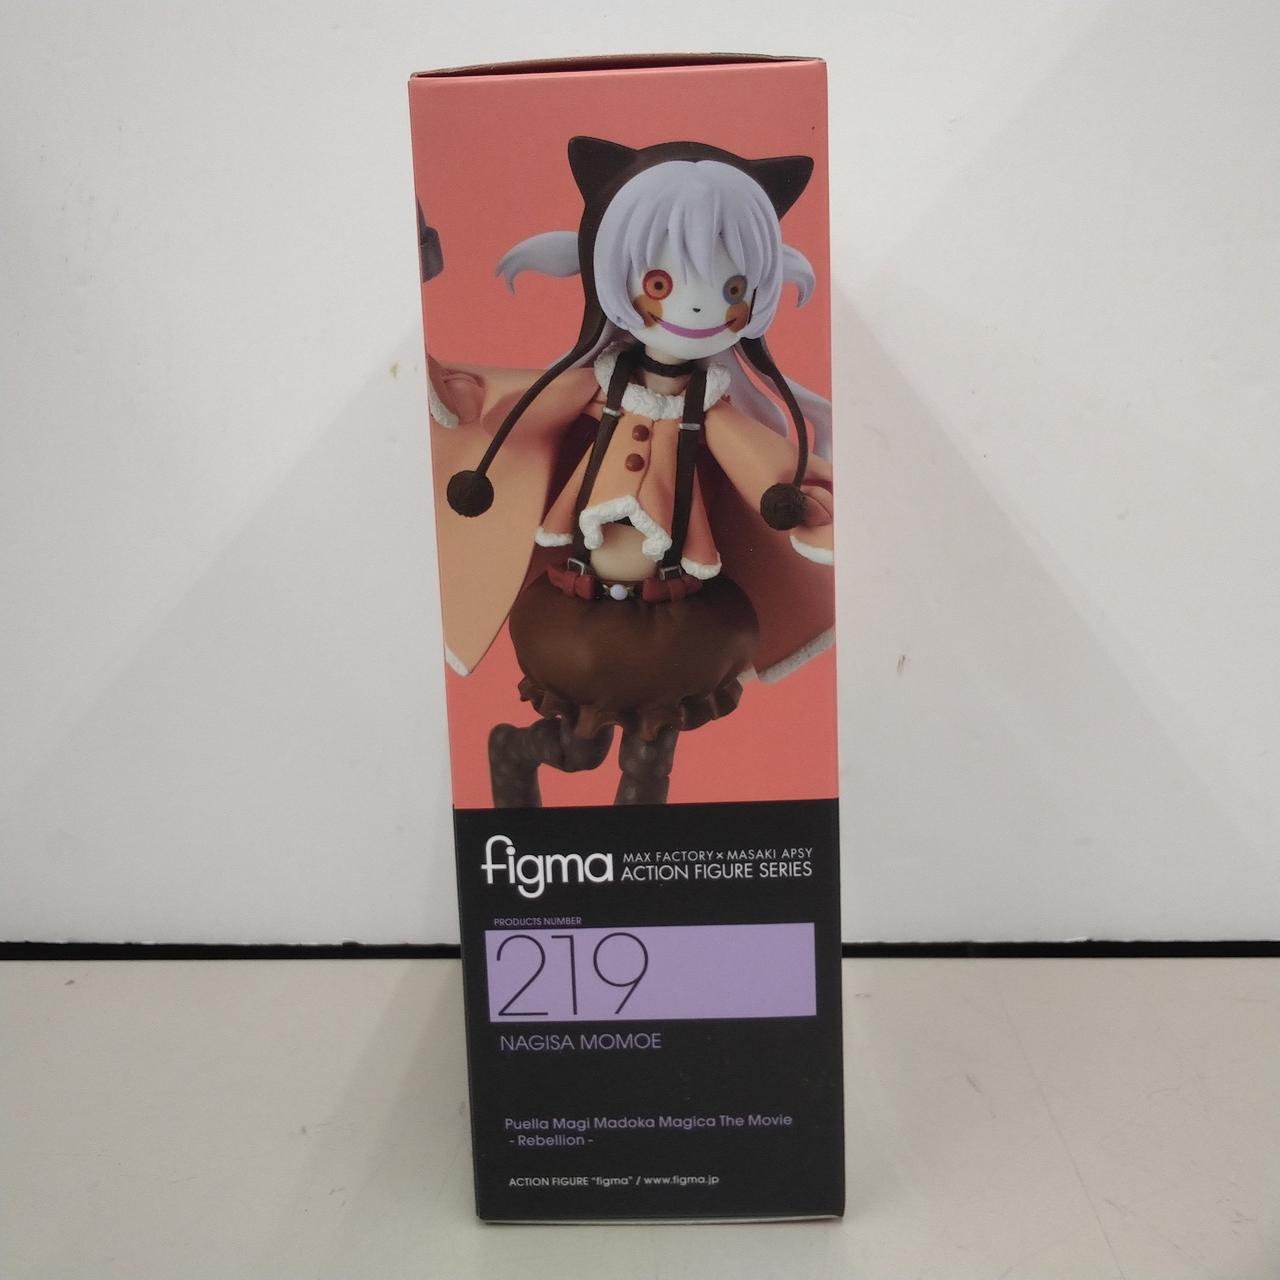 figma
MAX FACTORY × MASAKI APSY
ACTION FIGURE SERIES
PRODUCTS NUMBER
219
NAGISA MOMOE
Puella Magi Madoka Magica The Movie
- Rebellion -
ACTION FIGURE "figma" / www.figma.jp